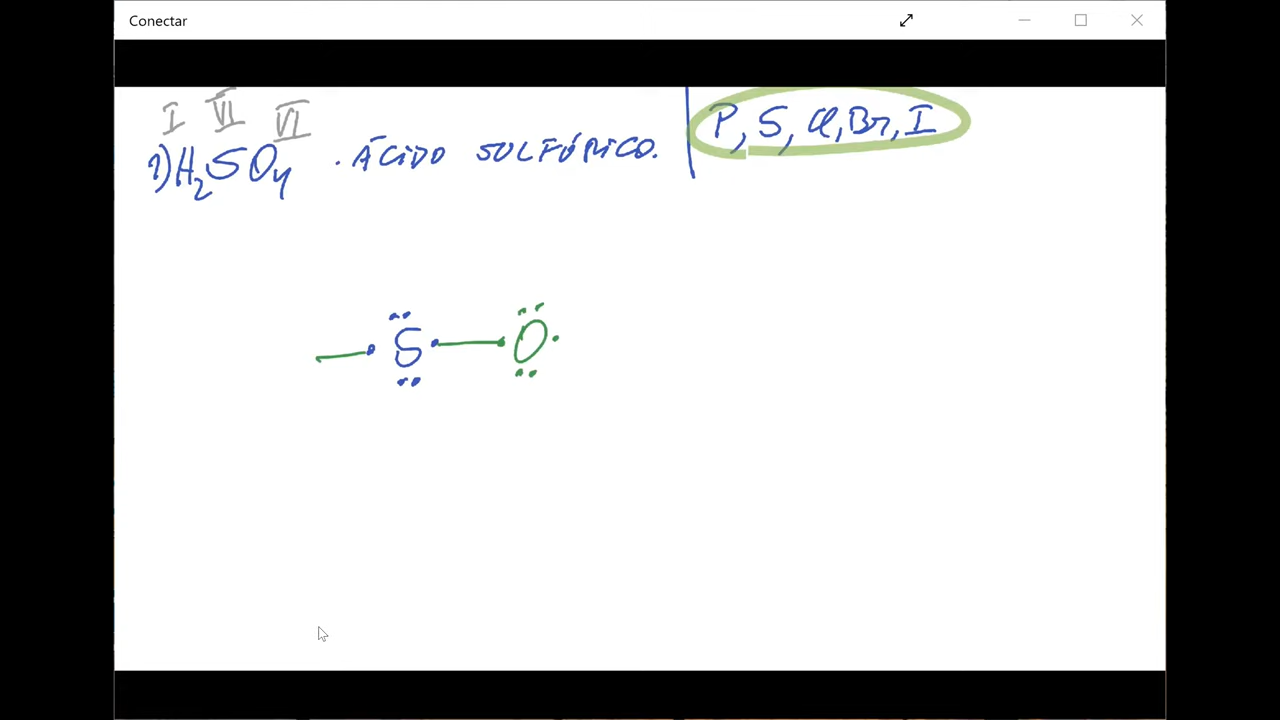 Conectar
I VI VI
P, S, Cl, Br, I
1) H2SO4 . ÁCIDO SULFÚRICO.
S O